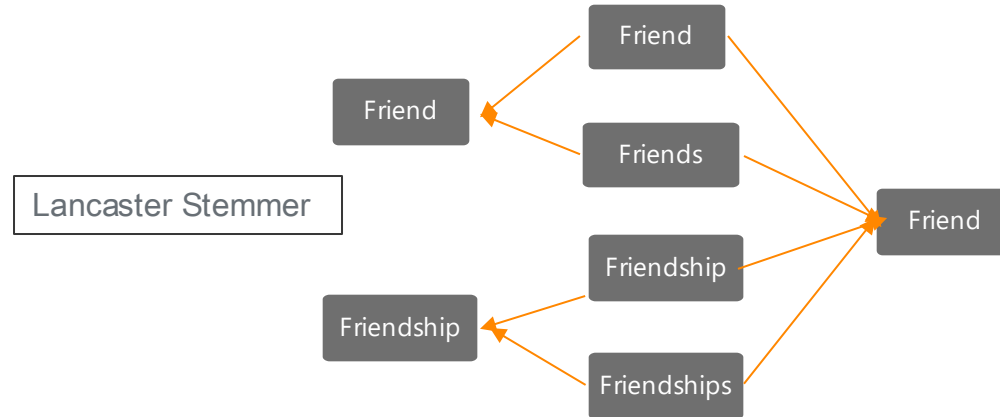 Friend
Friend
Friends
Lancaster Stemmer
Friend
Friendship
Friendship
Friendships